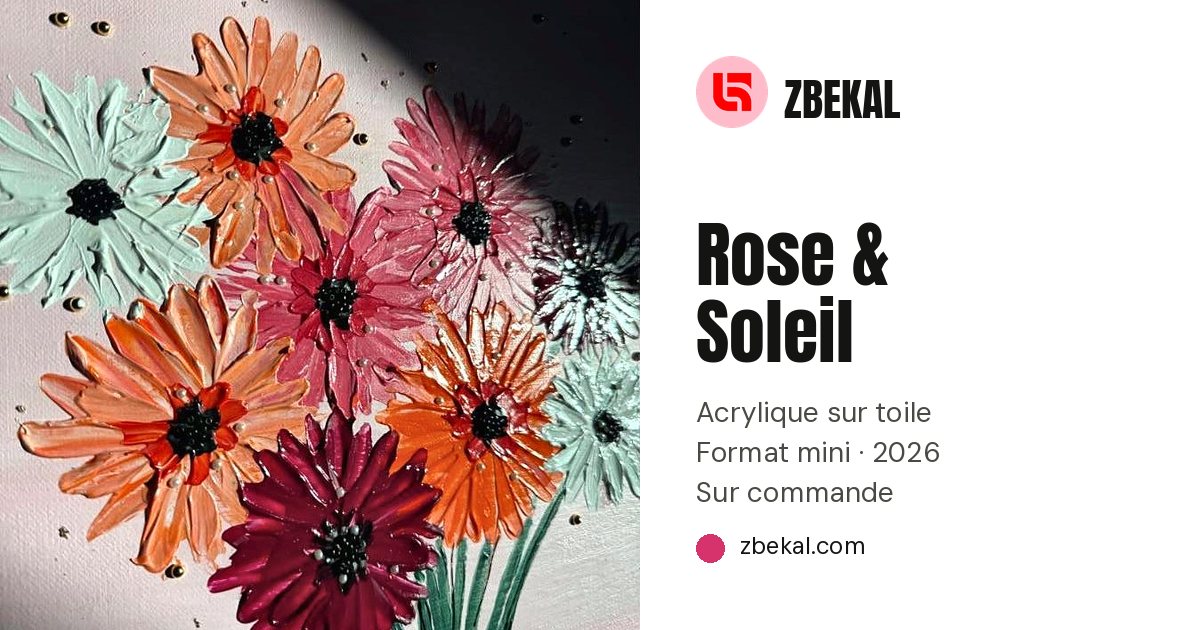 ZBEKAL
Rose &
Soleil
Acrylique sur toile
Format mini · 2026
Sur commande
zbekal.com